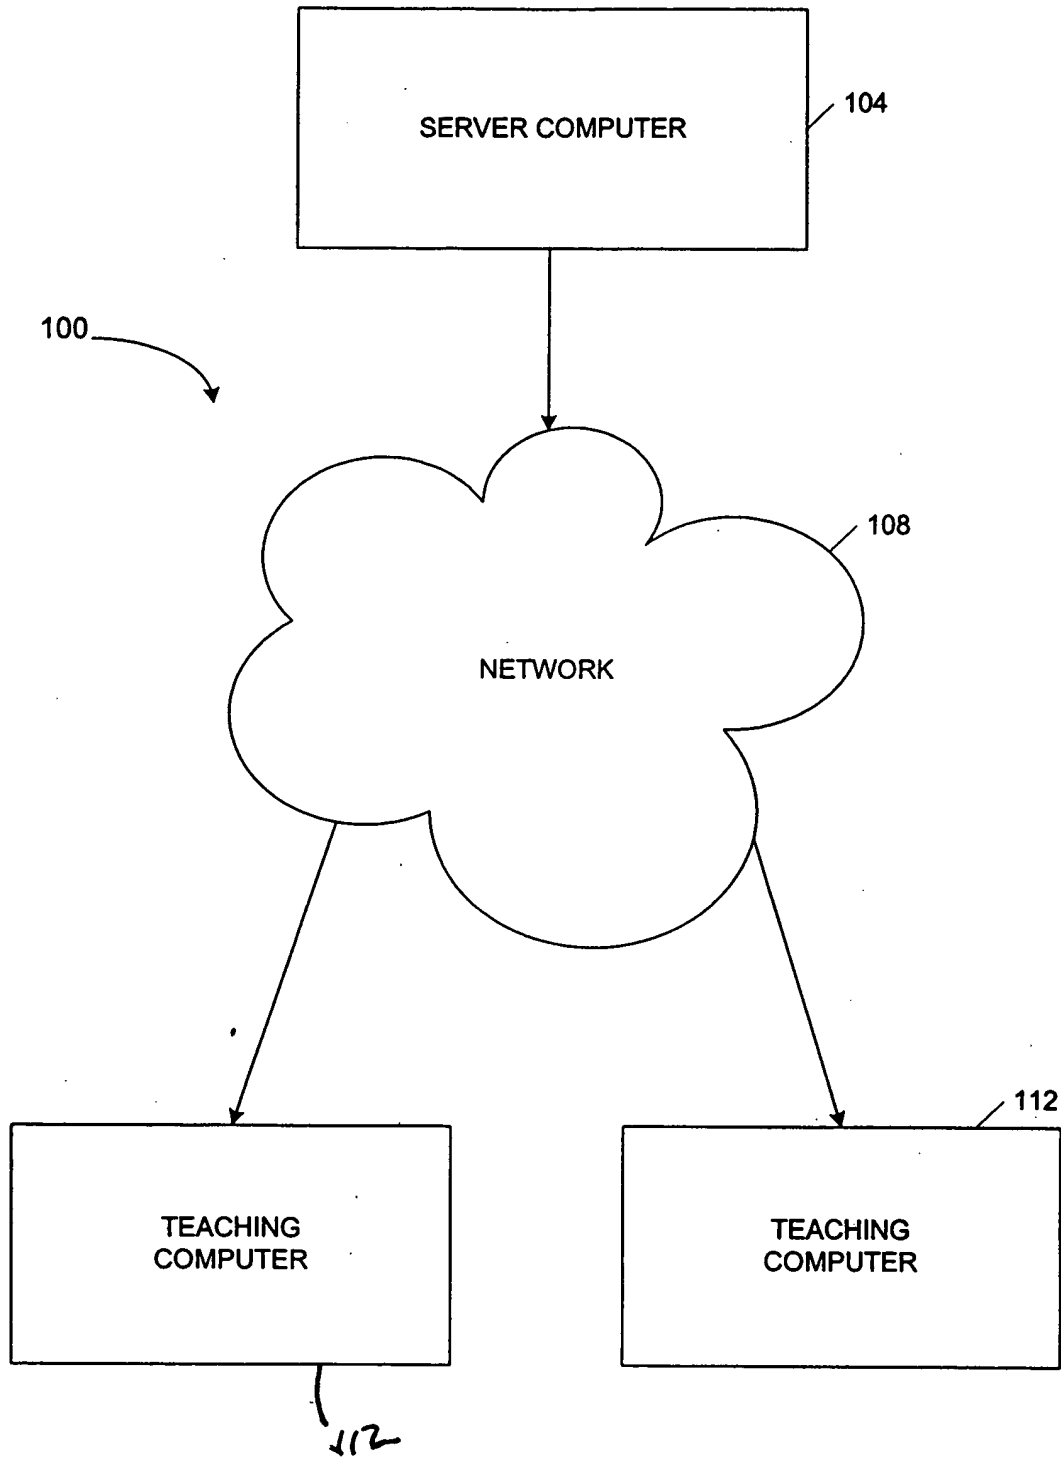 SERVER COMPUTER
104
100
108
NETWORK
112
TEACHING
COMPUTER
TEACHING
COMPUTER
112